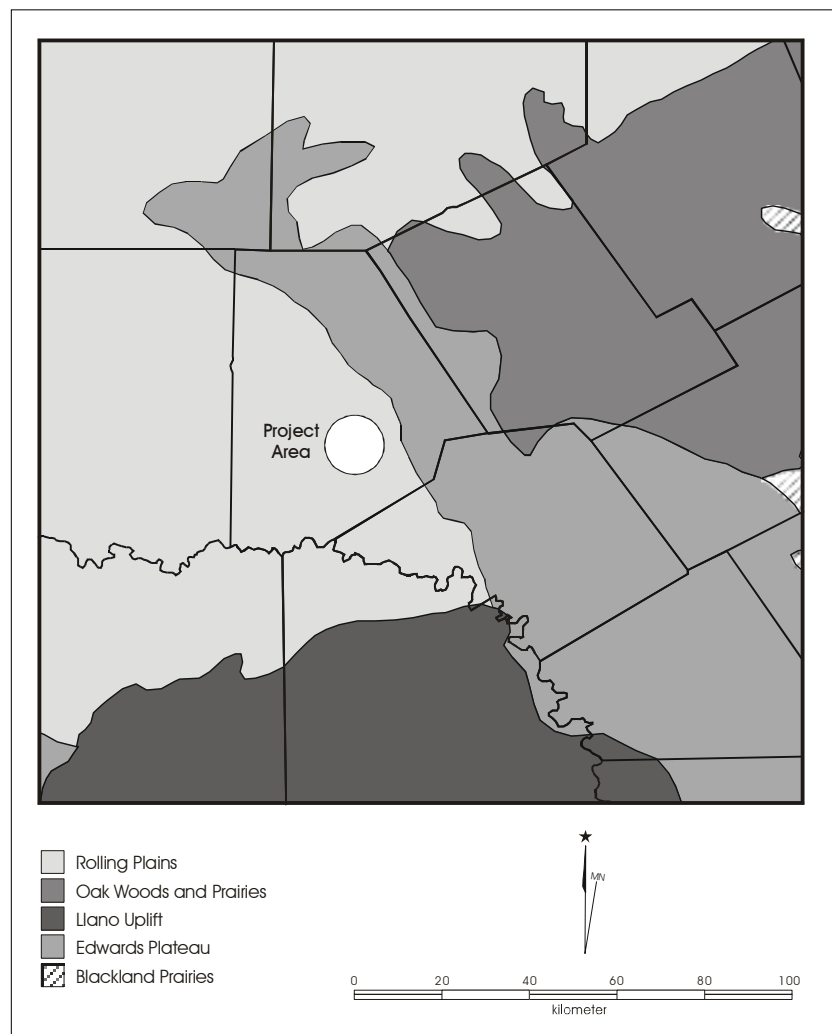 Project
Area
Rolling Plains
Oak Woods and Prairies
Llano Uplift
Edwards Plateau
Blackland Prairies
MN
0 20 40 60 80 100
kilometer